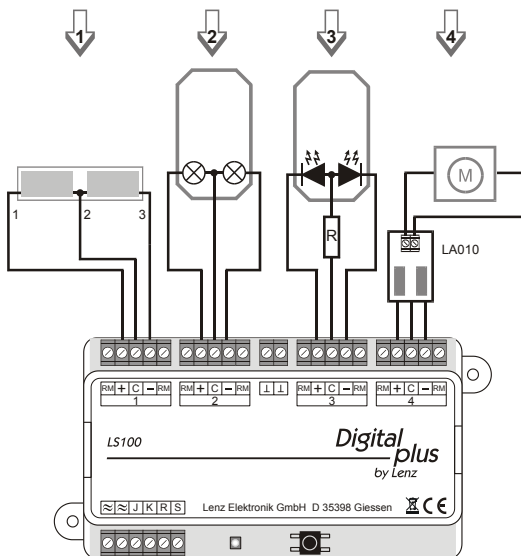 1 2 3 4
1 2 3
R
M
LA010
RM + C − RM RM + C − RM ⊥ ⊥ RM + C − RM RM + C − RM
1 2 3 4
LS100
Digital
plus
by Lenz
≈ ≈ J K R S Lenz Elektronik GmbH D 35398 Giessen CE